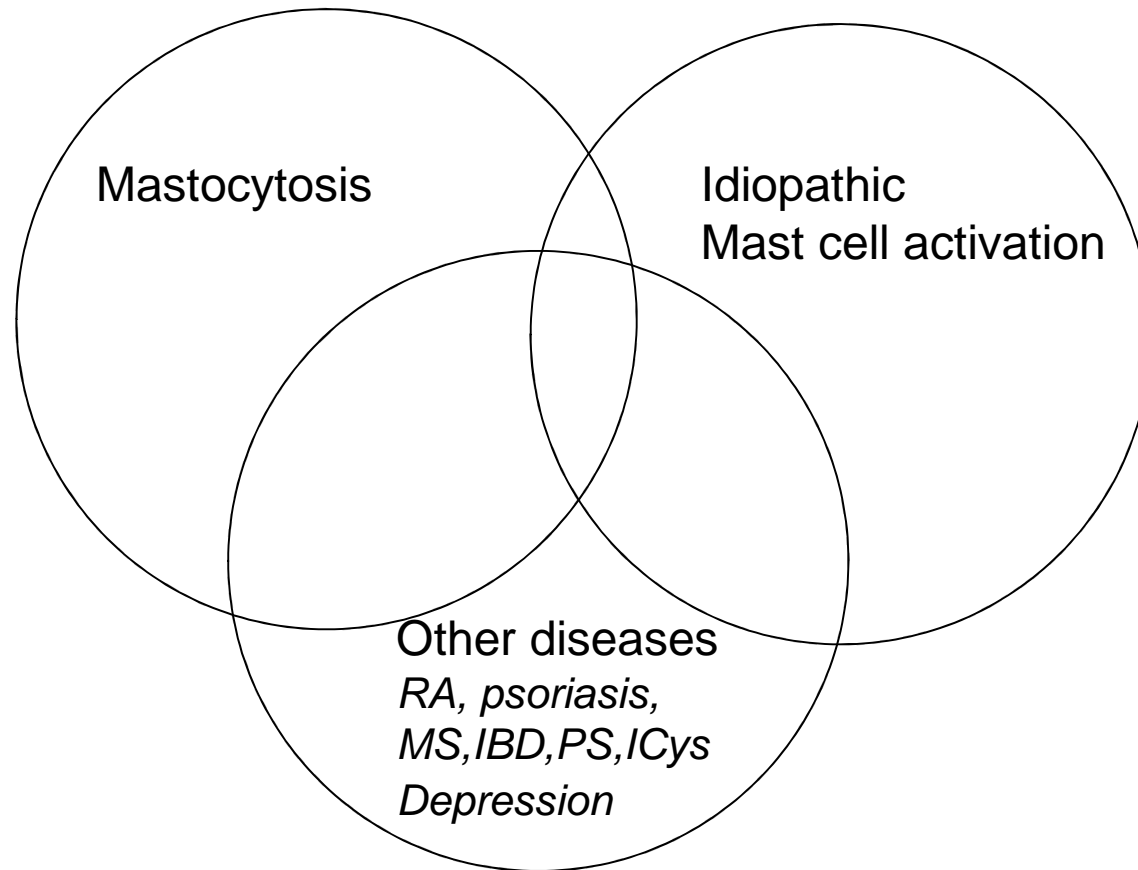 Mastocytosis
Idiopathic
Mast cell activation
Other diseases
RA, psoriasis,
MS,IBD,PS,ICys
Depression